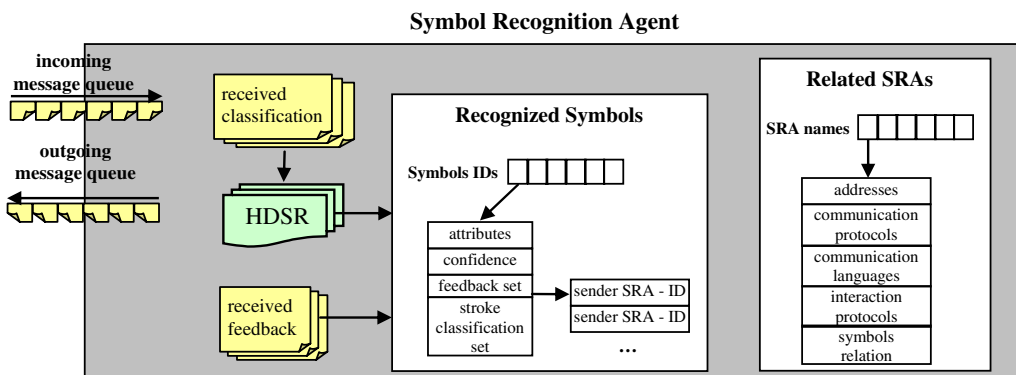 Symbol Recognition Agent
incoming
message queue
outgoing
message queue
received
classification
HDSR
received
feedback
Recognized Symbols
Symbols IDs
attributes
confidence
feedback set
stroke
classification
set
sender SRA - ID
sender SRA - ID
...
Related SRAs
SRA names
addresses
communication
protocols
communication
languages
interaction
protocols
symbols
relation